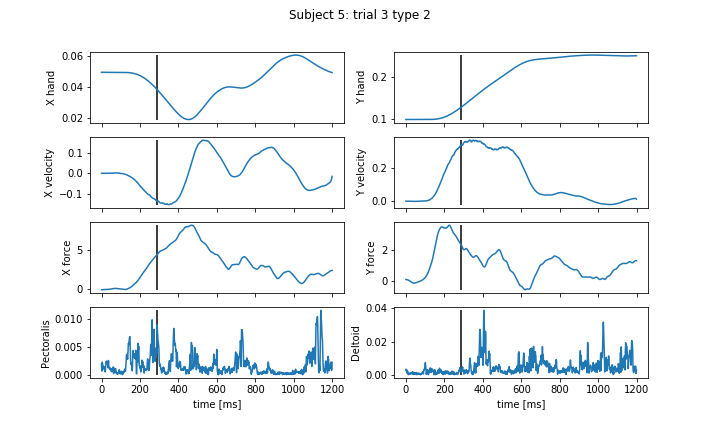 Subject 5: trial 3 type 2
X hand
0.06
0.04
0.02
Y hand
0.2
0.1
X velocity
0.1
0.0
−0.1
Y velocity
0.2
0.0
X force
5
0
Y force
2
0
Pectoralis
0.010
0.005
0.000
0 200 400 600 800 1000 1200
time [ms]
Deltoid
0.04
0.02
0.00
0 200 400 600 800 1000 1200
time [ms]